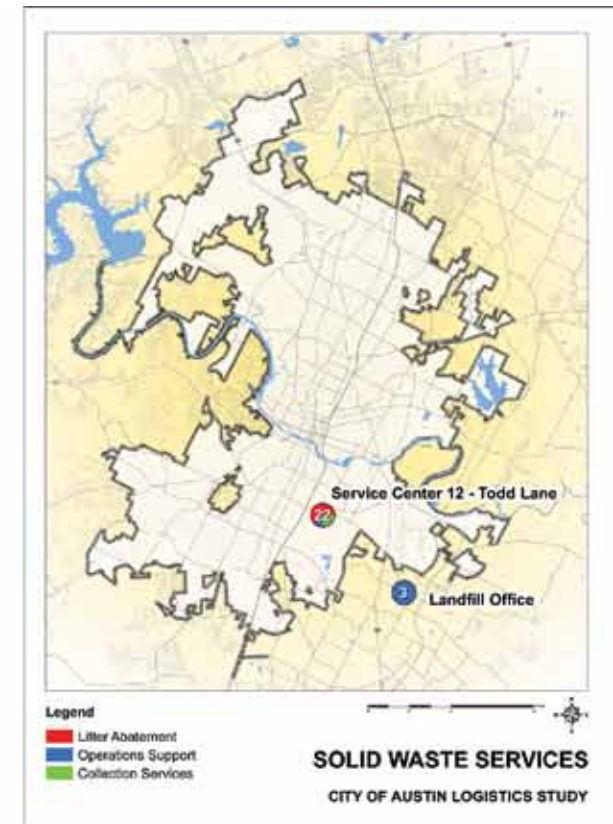 22
Service Center 12 - Todd Lane
3
Landfill Office
Legend
Litter Abatement
Operations Support
Collection Services
SOLID WASTE SERVICES
CITY OF AUSTIN LOGISTICS STUDY